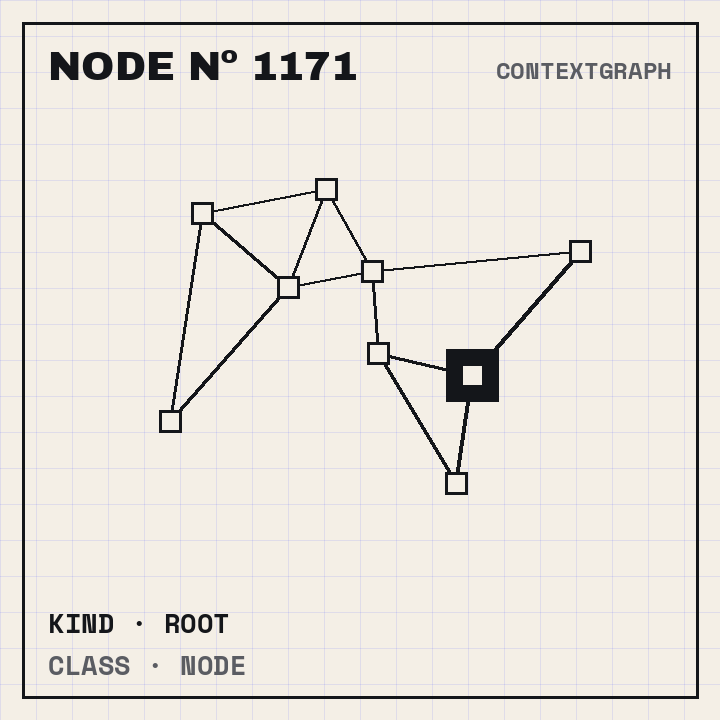 NODE Nº 1171
CONTEXTGRAPH
KIND · ROOT
CLASS · NODE